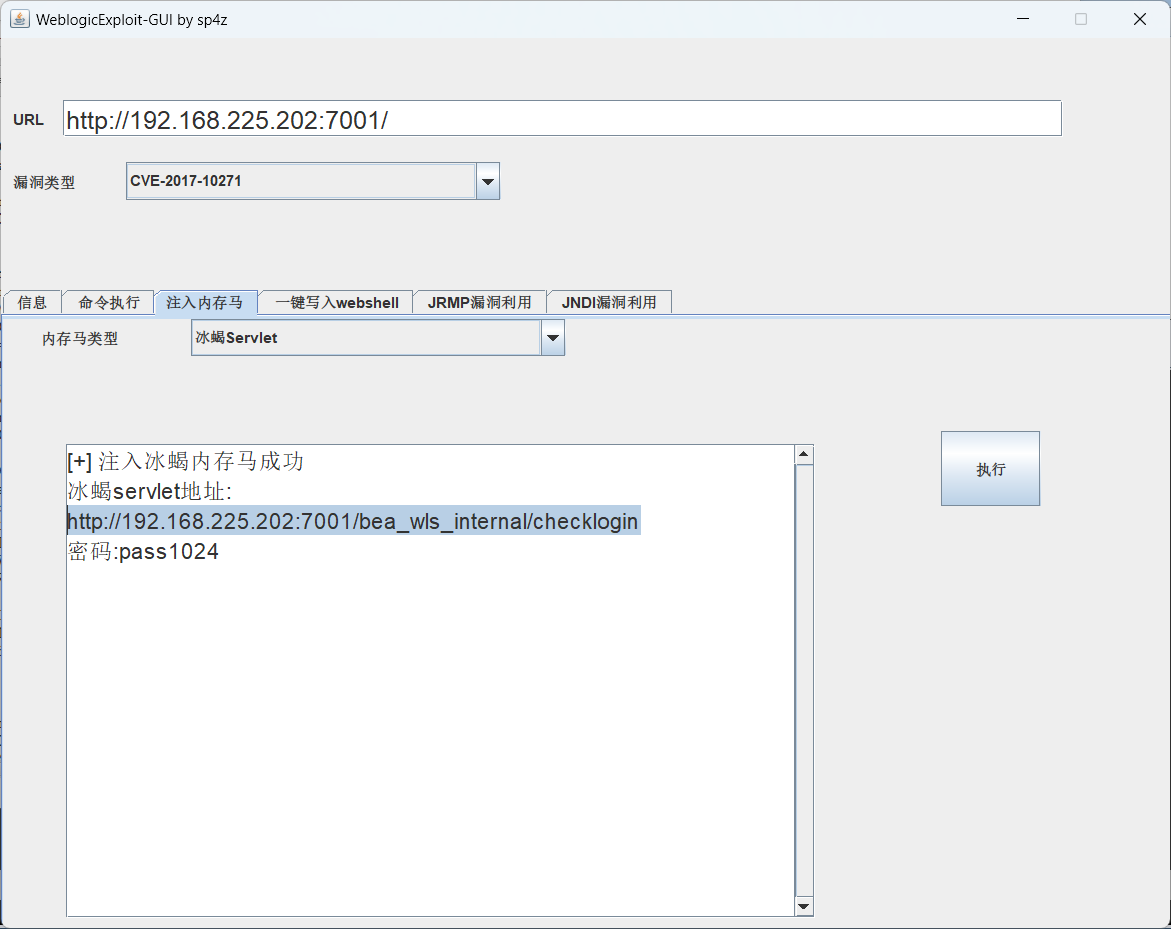 WeblogicExploit-GUI by sp4z
URL
http://192.168.225.202:7001/
漏洞类型
CVE-2017-10271
信息
命令执行
注入内存马
一键写入webshell
JRMP漏洞利用
JNDI漏洞利用
内存马类型
冰蝎Servlet
[+] 注入冰蝎内存马成功
冰蝎servlet地址:
http://192.168.225.202:7001/bea_wls_internal/checklogin
密码:pass1024
执行